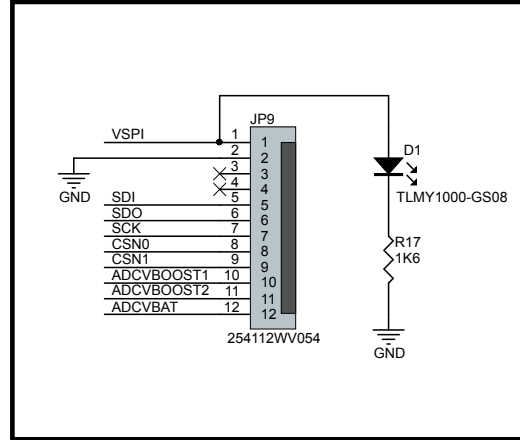 JP9
VSPI 1 1
2 2
3 3
4 4
GND
SDI 5 5
SDO 6 6
SCK 7 7
CSN0 8 8
CSN1 9 9
ADCVBOOST1 10 10
ADCVBOOST2 11 11
ADCVBAT 12 12
254112WV054
D1
TLMY1000-GS08
R17
1K6
GND